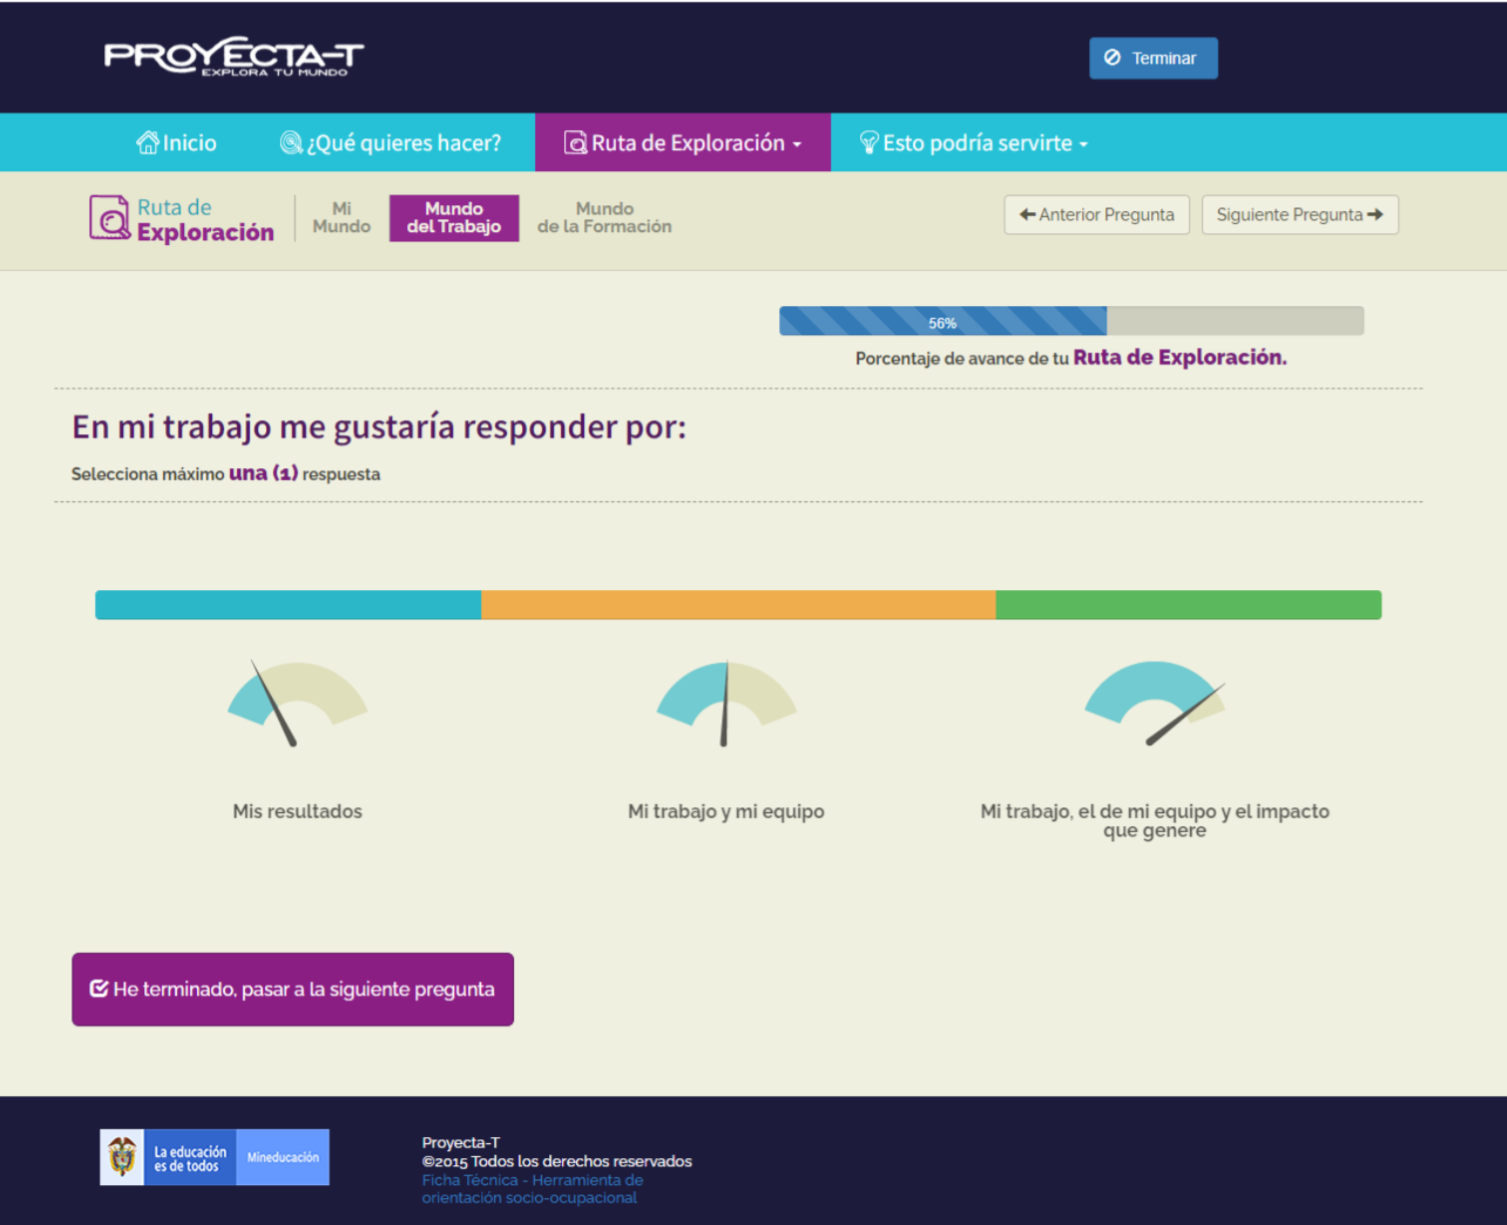 PROYECTA-T
EXPLORA TU MUNDO
Terminar
Inicio
¿Qué quieres hacer?
Ruta de Exploración
Esto podría servirte
Ruta de
Exploración
Mi
Mundo
Mundo
del Trabajo
Mundo
de la Formación
Anterior Pregunta
Siguiente Pregunta
56%
Porcentaje de avance de tu Ruta de Exploración.
En mi trabajo me gustaría responder por:
Selecciona máximo una (1) respuesta
Mis resultados
Mi trabajo y mi equipo
Mi trabajo, el de mi equipo y el impacto
que genere
He terminado, pasar a la siguiente pregunta
La educación
es de todos
Mineducación
Proyecta-T
©2015 Todos los derechos reservados
Ficha Técnica - Herramienta de
orientación socio-ocupacional